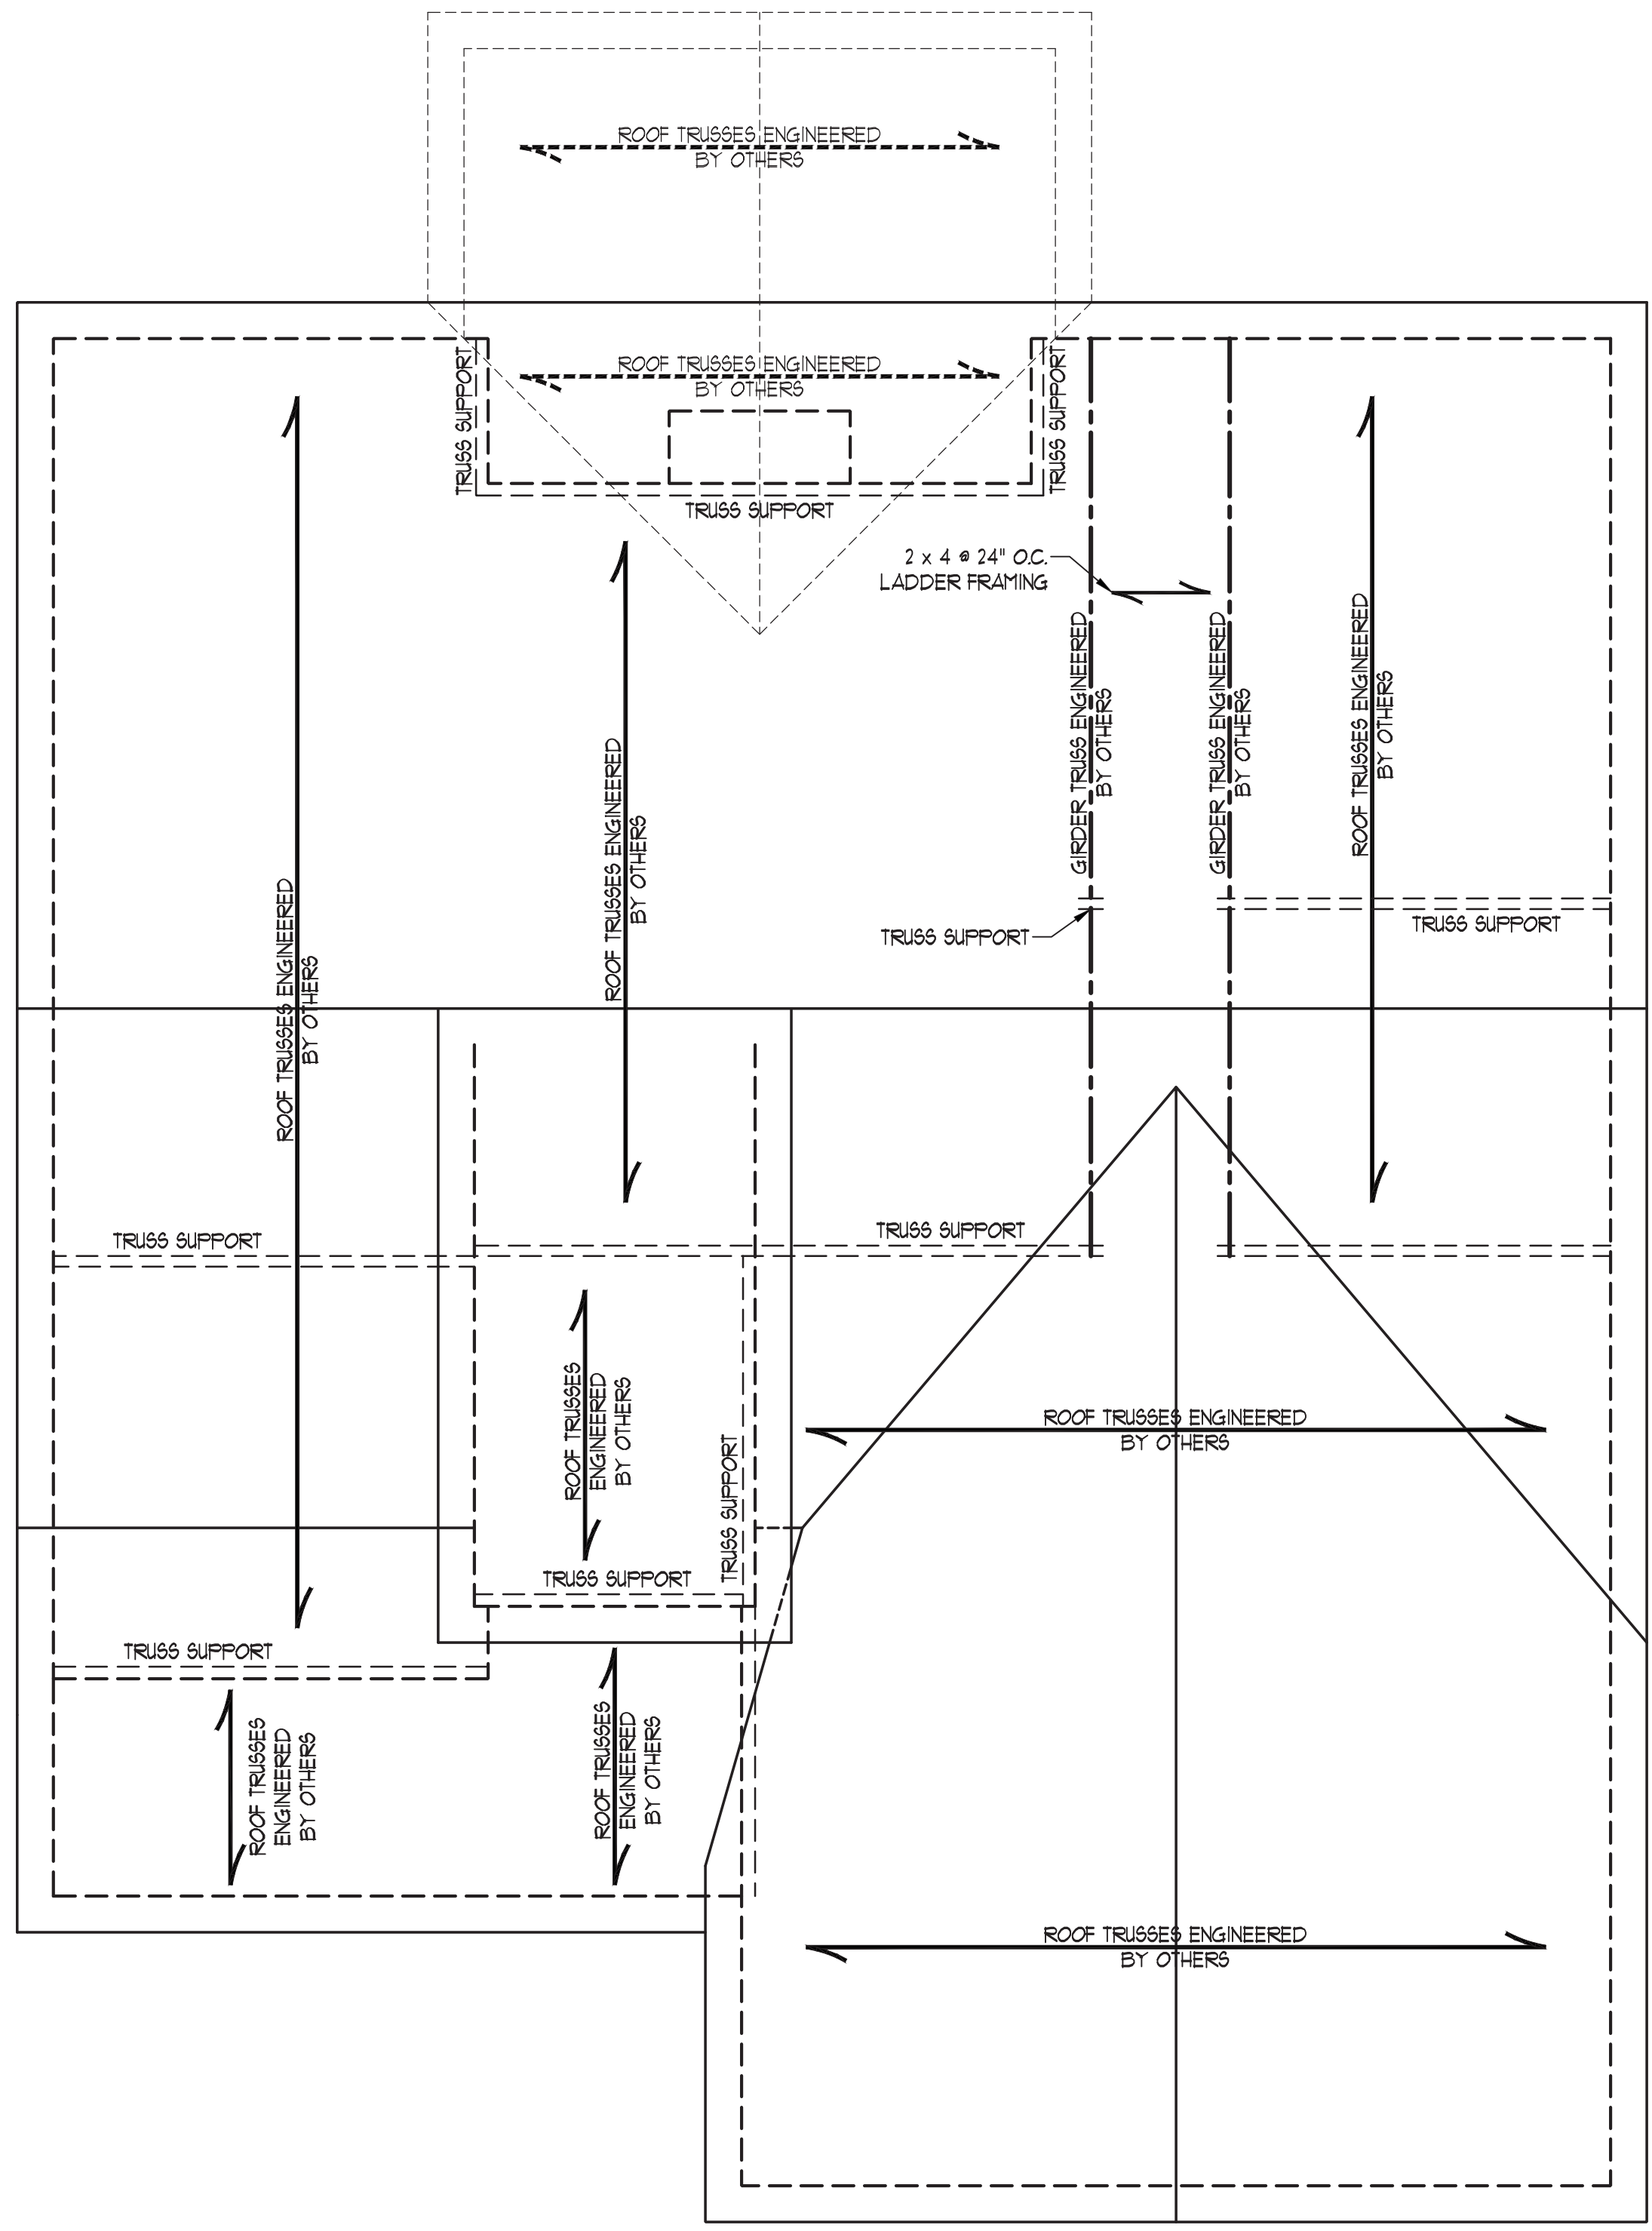 ROOF TRUSSES ENGINEERED
BY OTHERS
ROOF TRUSSES ENGINEERED
BY OTHERS
TRUSS SUPPORT
TRUSS SUPPORT
TRUSS SUPPORT
2 x 4 @ 24" O.C.
LADDER FRAMING
GIRDER TRUSS ENGINEERED
BY OTHERS
GIRDER TRUSS ENGINEERED
BY OTHERS
ROOF TRUSSES ENGINEERED
BY OTHERS
ROOF TRUSSES ENGINEERED
BY OTHERS
ROOF TRUSSES ENGINEERED
BY OTHERS
TRUSS SUPPORT
TRUSS SUPPORT
TRUSS SUPPORT
TRUSS SUPPORT
ROOF TRUSSES
ENGINEERED
BY OTHERS
TRUSS SUPPORT
ROOF TRUSSES ENGINEERED
BY OTHERS
TRUSS SUPPORT
TRUSS SUPPORT
ROOF TRUSSES
ENGINEERED
BY OTHERS
ROOF TRUSSES
ENGINEERED
BY OTHERS
ROOF TRUSSES ENGINEERED
BY OTHERS